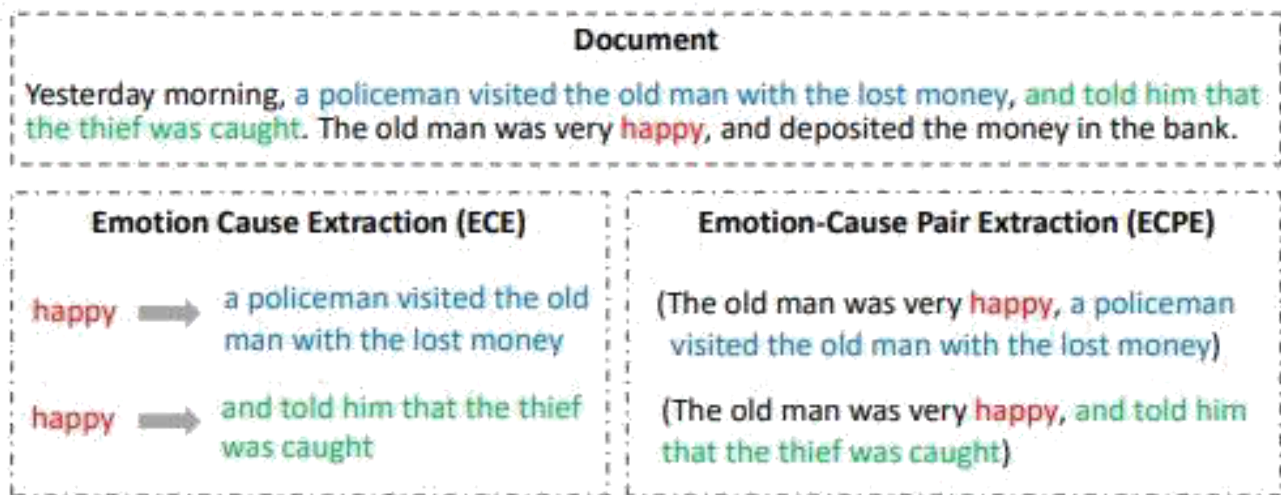 Document
Yesterday morning, a policeman visited the old man with the lost money, and told him that
the thief was caught. The old man was very happy, and deposited the money in the bank.
Emotion Cause Extraction (ECE)
happy a policeman visited the old
man with the lost money
happy and told him that the thief
was caught
Emotion-Cause Pair Extraction (ECPE)
(The old man was very happy, a policeman
visited the old man with the lost money)
(The old man was very happy, and told him
that the thief was caught)